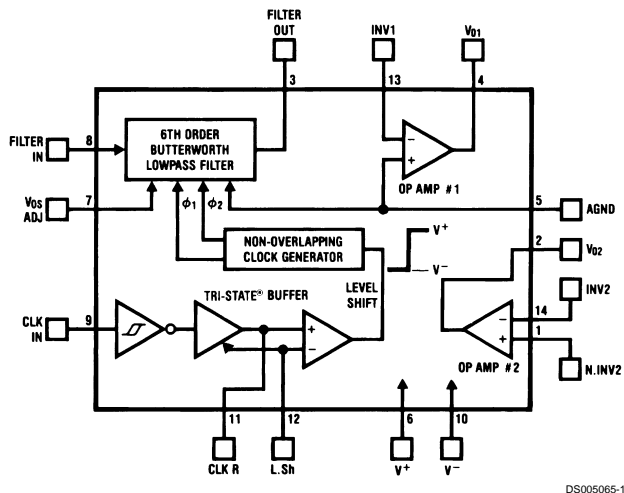 FILTER
OUT
INV1
V01
3
13
4
FILTER
IN
8
6TH ORDER
BUTTERWORTH
LOWPASS FILTER
−
+
OP AMP #1
VOS
ADJ
7
ϕ1
ϕ2
5
AGND
NON-OVERLAPPING
CLOCK GENERATOR
V+
V−
2
V02
LEVEL
SHIFT
INV2
TRI-STATE® BUFFER
CLK
IN
9
+
−
14
−
1
+
OP AMP #2
N.INV2
11
12
6
10
CLK R
L.Sh
V+
V−
DS005065-1